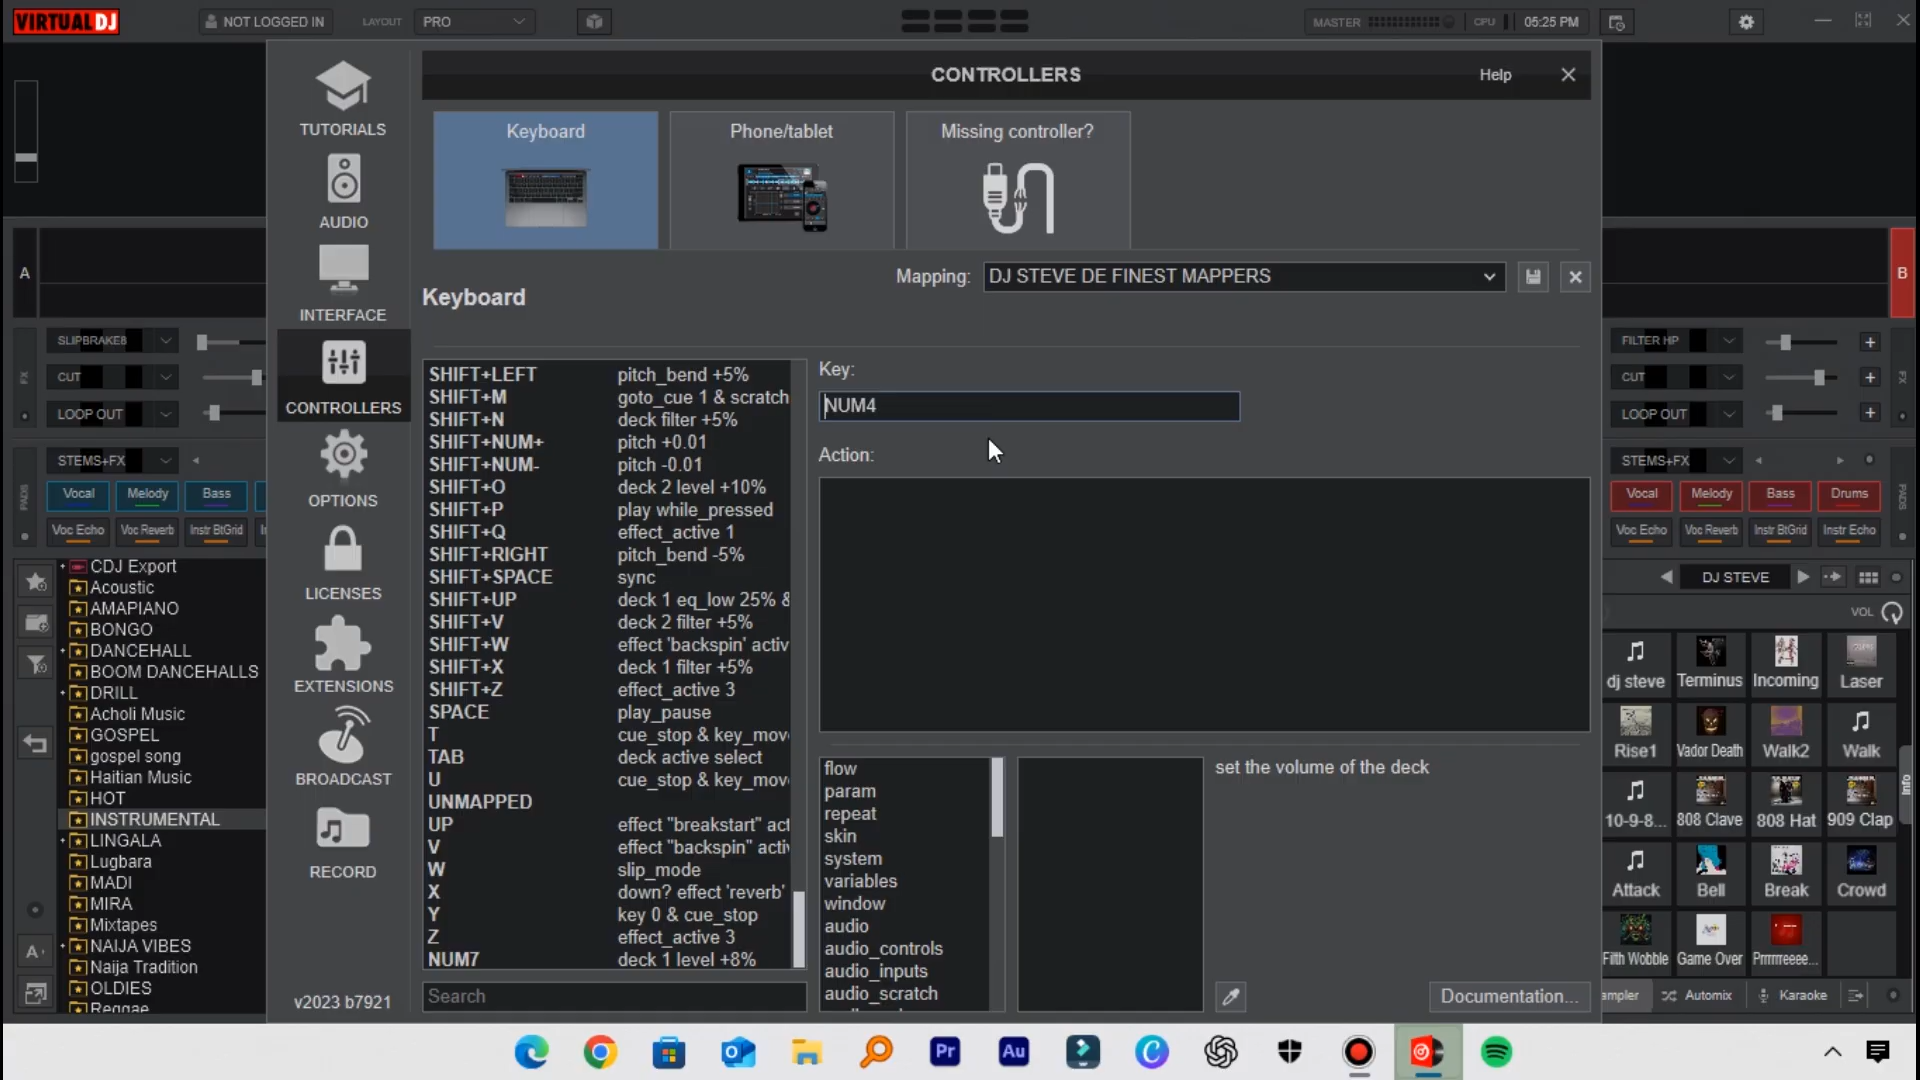 VIRTUAL DJ
NOT LOGGED IN
LAYOUT
PRO
MASTER
CPU
05:25 PM
TUTORIALS
AUDIO
INTERFACE
CONTROLLERS
OPTIONS
LICENSES
EXTENSIONS
BROADCAST
RECORD
v2023 b7921
CONTROLLERS
Help
Keyboard
Phone/tablet
Missing controller?
Mapping:
DJ STEVE DE FINEST MAPPERS
Keyboard
SHIFT+LEFT pitch_bend +5%
SHIFT+M goto_cue 1 & scratch
SHIFT+N deck filter +5%
SHIFT+NUM+ pitch +0.01
SHIFT+NUM- pitch -0.01
SHIFT+O deck 2 level +10%
SHIFT+P play while_pressed
SHIFT+Q effect_active 1
SHIFT+RIGHT pitch_bend -5%
SHIFT+SPACE sync
SHIFT+UP deck 1 eq_low 25% &
SHIFT+V deck 2 filter +5%
SHIFT+W effect 'backspin' activ
SHIFT+X deck 1 filter +5%
SHIFT+Z effect_active 3
SPACE play_pause
T cue_stop & key_mov
TAB deck active select
U cue_stop & key_mov
UNMAPPED
UP effect "breakstart" act
V effect "backspin" activ
W slip_mode
X down? effect 'reverb'
Y key 0 & cue_stop
Z effect_active 3
NUM7 deck 1 level +8%
Search
Key:
NUM4
Action:
flow
param
repeat
skin
system
variables
window
audio
audio_controls
audio_inputs
audio_scratch
set the volume of the deck
Documentation...
A
FX
SLIPBRAKE8
CUT
LOOP OUT
PADS
STEMS+FX
Vocal
Melody
Bass
Voc Echo
Voc Reverb
Instr BtGrid
CDJ Export
Acoustic
AMAPIANO
BONGO
DANCEHALL
BOOM DANCEHALLS
DRILL
Acholi Music
GOSPEL
gospel song
Haitian Music
HOT
INSTRUMENTAL
LINGALA
Lugbara
MADI
MIRA
Mixtapes
NAIJA VIBES
Naija Tradition
OLDIES
Reggae
A
B
FX
FILTER HP
CUT
LOOP OUT
PADS
STEMS+FX
Vocal
Melody
Bass
Drums
Voc Echo
Voc Reverb
Instr BtGrid
Instr Echo
DJ STEVE
VOL
dj steve
Terminus
Incoming
Laser
Rise1
Vador Death
Walk2
Walk
10-9-8...
808 Clave
808 Hat
909 Clap
Attack
Bell
Break
Crowd
Filth Wobble
Game Over
Prrrrreeee...
Info
ampler
Automix
Karaoke
Pr
Au